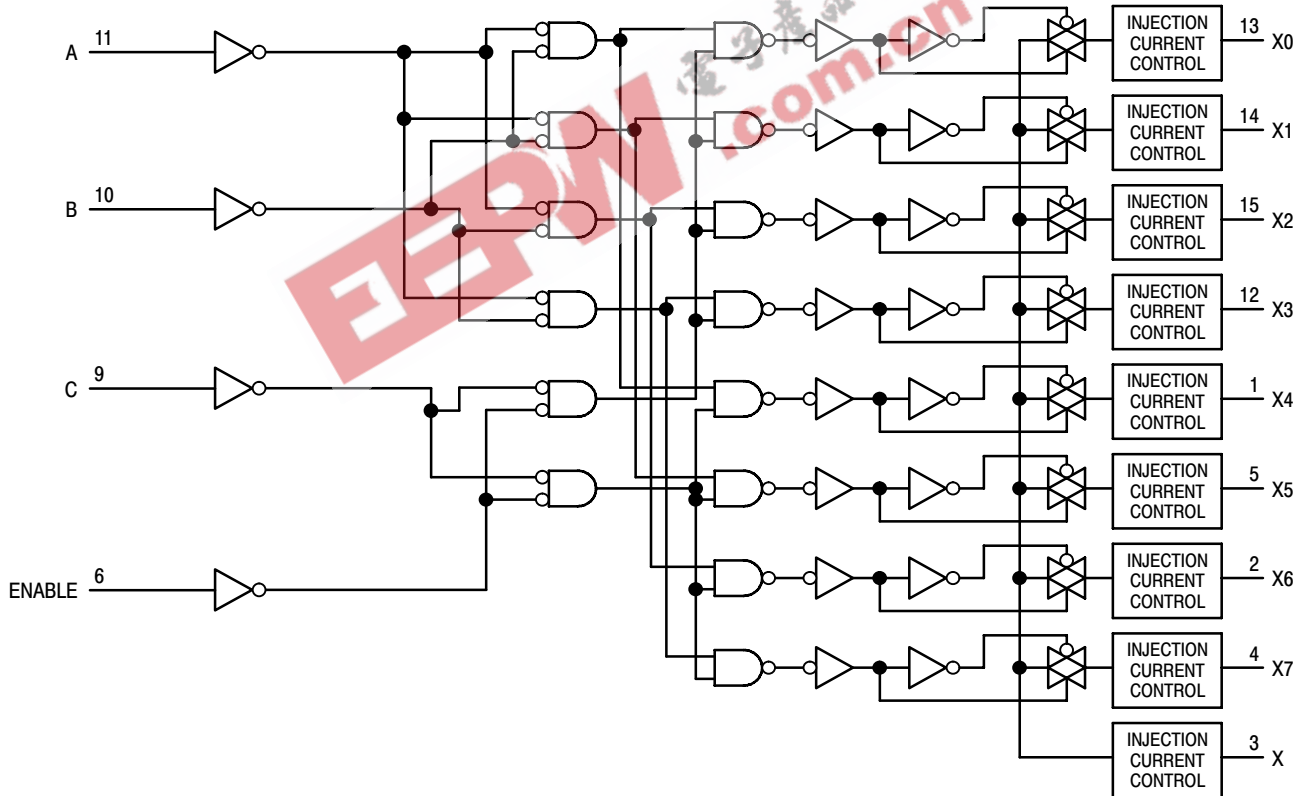 A 11
B 10
C 9
ENABLE 6
INJECTION
CURRENT
CONTROL
13 X0
INJECTION
CURRENT
CONTROL
14 X1
INJECTION
CURRENT
CONTROL
15 X2
INJECTION
CURRENT
CONTROL
12 X3
INJECTION
CURRENT
CONTROL
1 X4
INJECTION
CURRENT
CONTROL
5 X5
INJECTION
CURRENT
CONTROL
2 X6
INJECTION
CURRENT
CONTROL
4 X7
INJECTION
CURRENT
CONTROL
3 X
EEPW
.com.cn